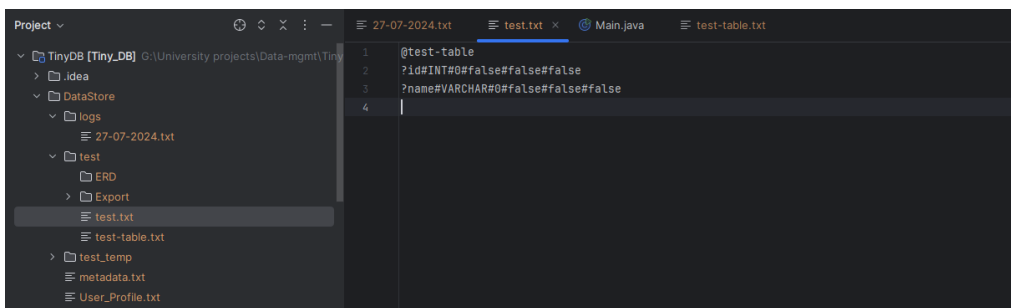 Project
27-07-2024.txt
test.txt
Main.java
test-table.txt
TinyDB [Tiny_DB] G:\University projects\Data-mgmt\Tiny
.idea
DataStore
logs
27-07-2024.txt
test
ERD
Export
test.txt
test-table.txt
test_temp
metadata.txt
User_Profile.txt
1 @test-table
2 ?id#INT#0#false#false#false
3 ?name#VARCHAR#0#false#false#false
4